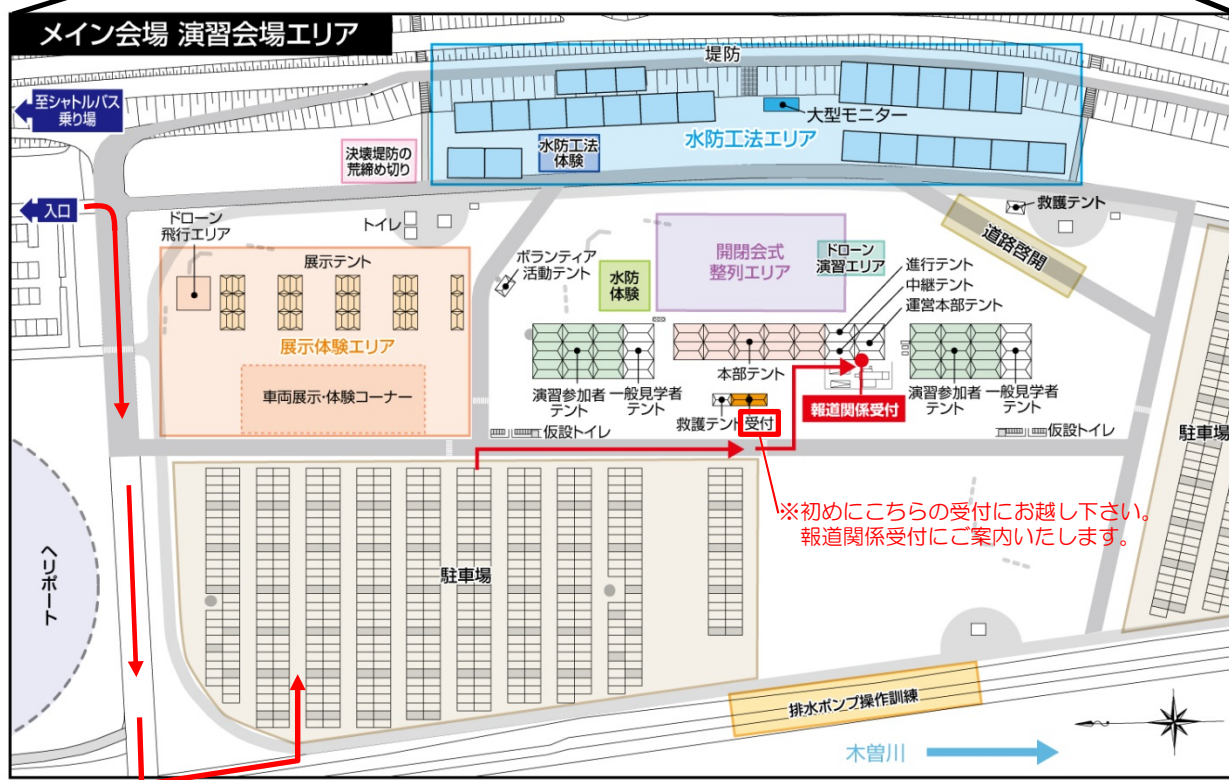 メイン会場 演習会場エリア
至シャトルバス
乗り場
堤防
大型モニター
水防工法エリア
水防工法
体験
決壊堤防の
荒締め切り
入口
ドローン
飛行エリア
トイレ
救護テント
道路啓開
展示テント
ボランティア
活動テント
水防
体験
開閉会式
整列エリア
ドローン
演習エリア
進行テント
中継テント
運営本部テント
展示体験エリア
車両展示・体験コーナー
演習参加者
テント
一般見学者
テント
本部テント
救護テント
受付
報道関係受付
演習参加者
テント
一般見学者
テント
仮設トイレ
仮設トイレ
駐車場
※初めにこちらの受付にお越し下さい。
報道関係受付にご案内いたします。
ヘリポート
駐車場
排水ポンプ操作訓練
木曽川